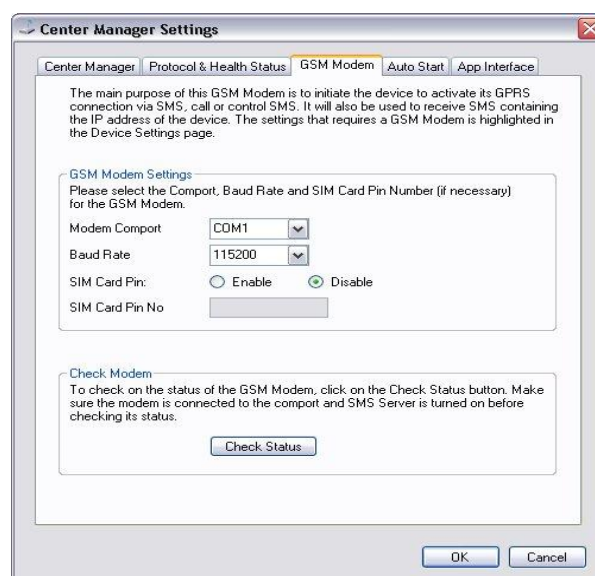 Center Manager Settings
Center Manager Protocol & Health Status GSM Modem Auto Start App Interface
The main purpose of this GSM Modem is to initiate the device to activate its GPRS
connection via SMS, call or control SMS. It will also be used to receive SMS containing
the IP address of the device. The settings that requires a GSM Modem is highlighted in
the Device Settings page.
GSM Modem Settings
Please select the Comport, Baud Rate and SIM Card Pin Number (if necessary)
for the GSM Modem.
Modem Comport COM1
Baud Rate 115200
SIM Card Pin: Enable Disable
SIM Card Pin No
Check Modem
To check on the status of the GSM Modem, click on the Check Status button. Make
sure the modem is connected to the comport and SMS Server is turned on before
checking its status.
Check Status
OK Cancel